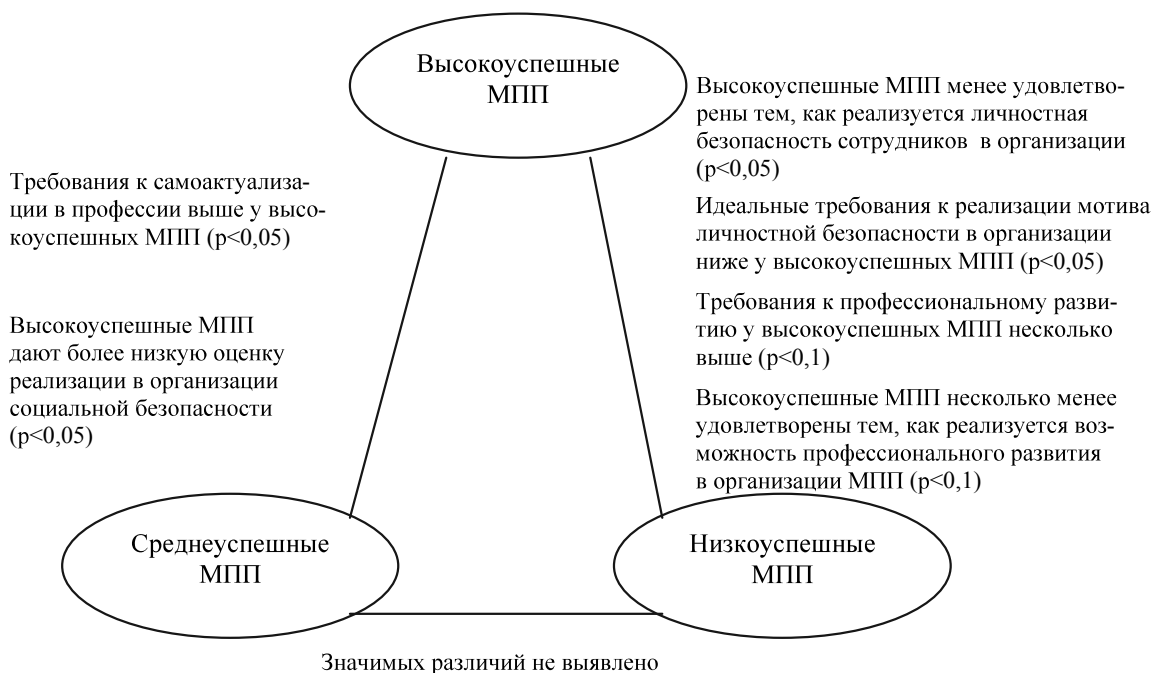 Высокоуспешные
МПП
Высокоуспешные МПП менее удовлетво-
рены тем, как реализуется личностная
безопасность сотрудников в организации
(p<0,05)
Требования к самоактуализа-
ции в профессии выше у высо-
коуспешных МПП (p<0,05)
Идеальные требования к реализации мотива
личностной безопасности в организации
ниже у высокоуспешных МПП (p<0,05)
Требования к профессиональному разви-
тию у высокоуспешных МПП несколько
выше (p<0,1)
Высокоуспешные МПП
дают более низкую оценку
реализации в организации
социальной безопасности
(p<0,05)
Высокоуспешные МПП несколько менее
удовлетворены тем, как реализуется воз-
можность профессионального развития
в организации МПП (p<0,1)
Среднеуспешные
МПП
Низкоуспешные
МПП
Значимых различий не выявлено